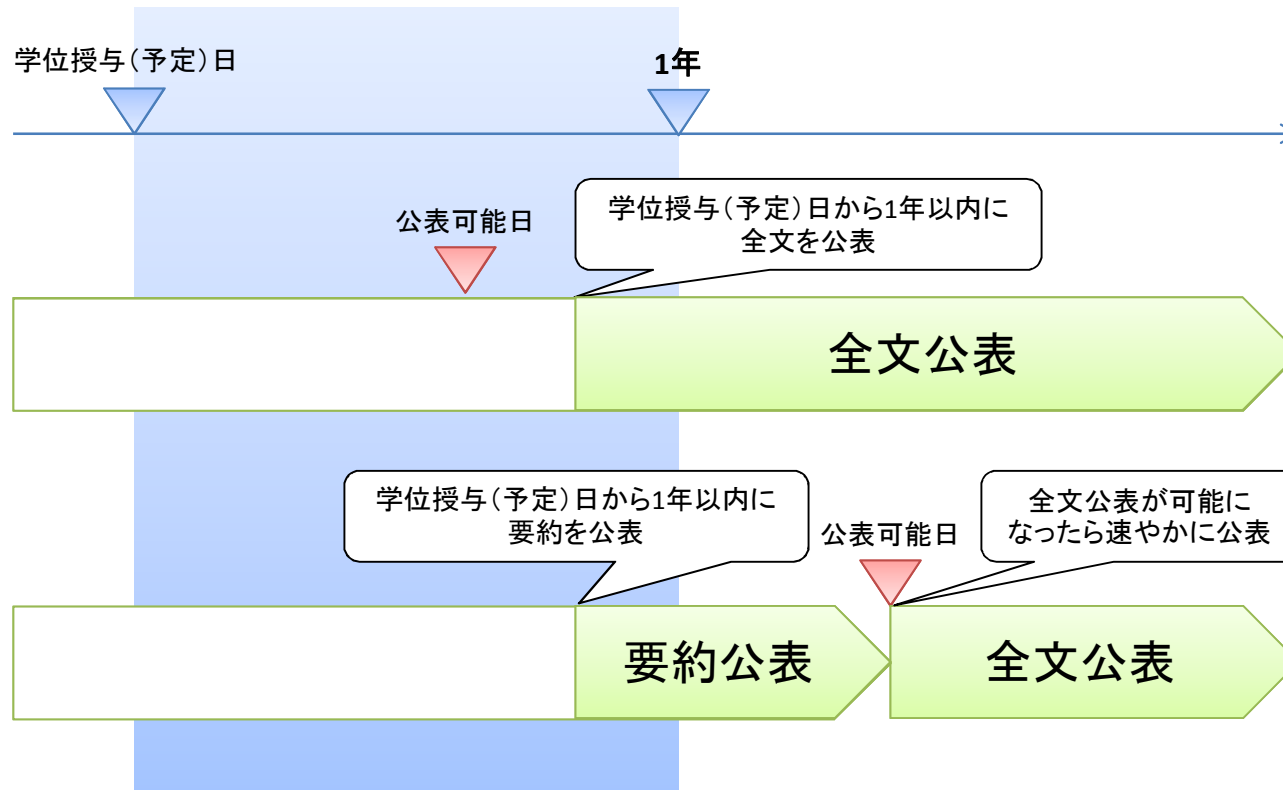 学位授与（予定）日
1年
公表可能日
学位授与（予定）日から1年以内に
全文を公表
全文公表
学位授与（予定）日から1年以内に
要約を公表
公表可能日
全文公表が可能に
なったら速やかに公表
要約公表
全文公表